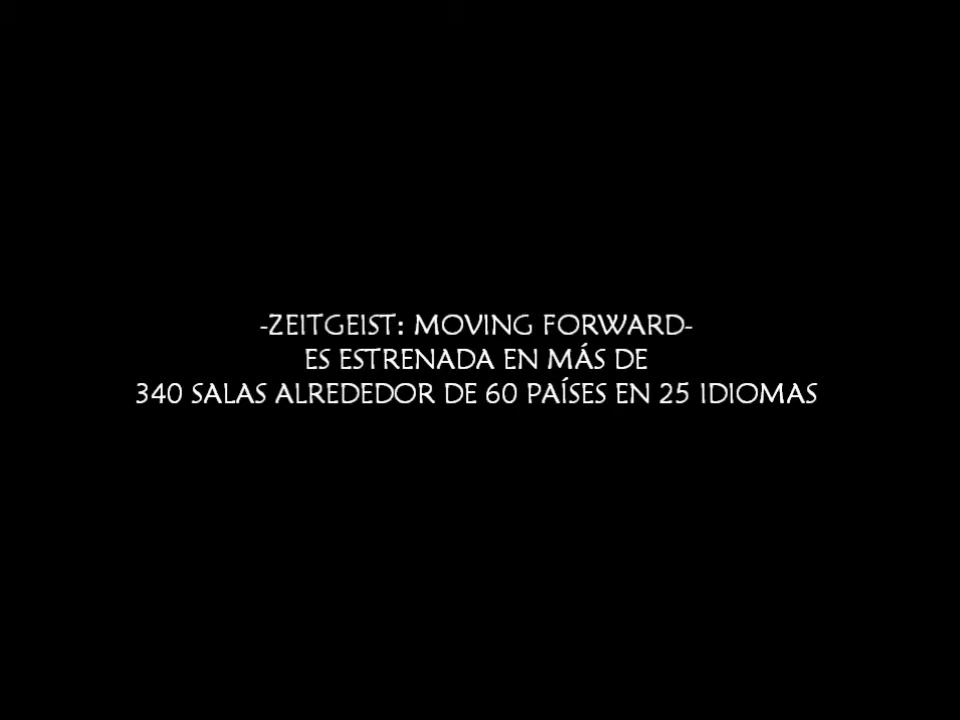 -ZEITGEIST: MOVING FORWARD-
ES ESTRENADA EN MÁS DE
340 SALAS ALREDEDOR DE 60 PAÍSES EN 25 IDIOMAS